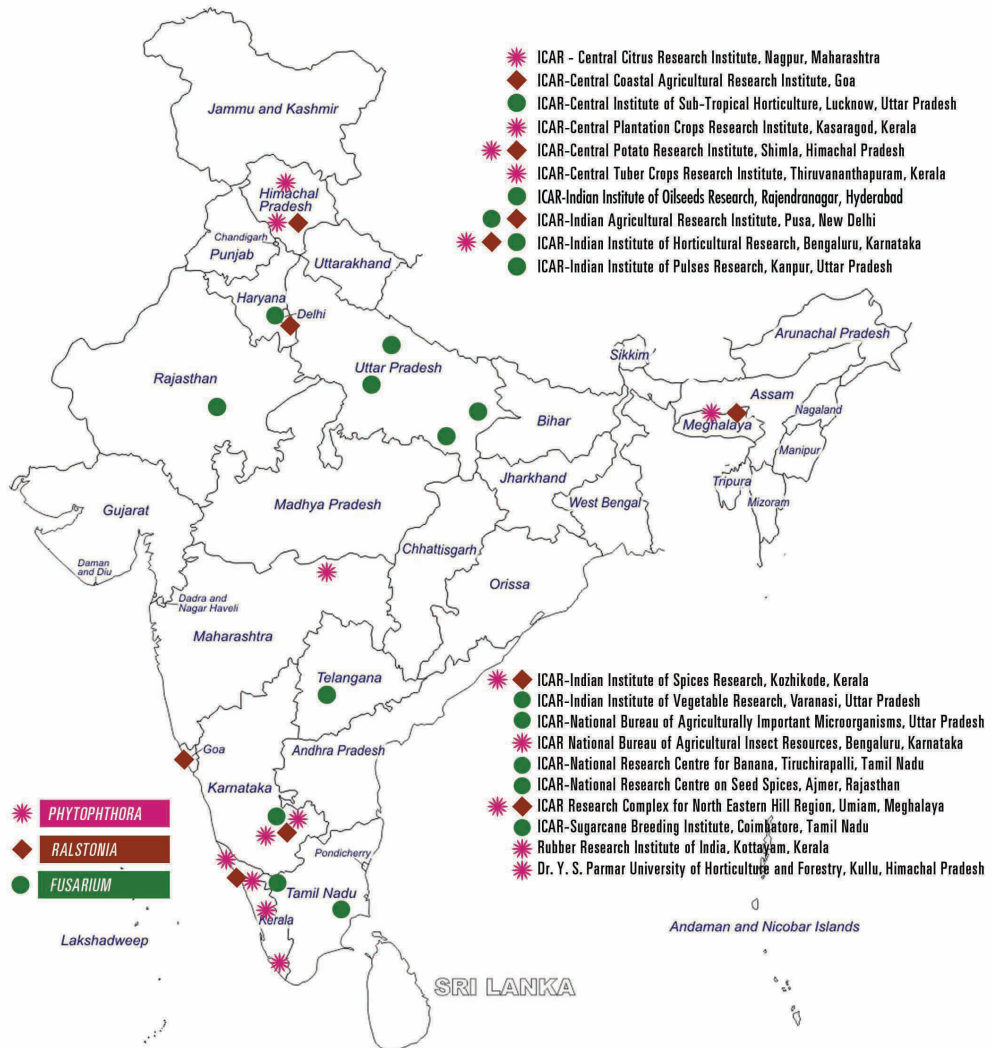 ICAR - Central Citrus Research Institute, Nagpur, Maharashtra
ICAR-Central Coastal Agricultural Research Institute, Goa
ICAR-Central Institute of Sub-Tropical Horticulture, Lucknow, Uttar Pradesh
ICAR-Central Plantation Crops Research Institute, Kasaragod, Kerala
ICAR-Central Potato Research Institute, Shimla, Himachal Pradesh
ICAR-Central Tuber Crops Research Institute, Thiruvananthapuram, Kerala
ICAR-Indian Institute of Oilseeds Research, Rajendranagar, Hyderabad
ICAR-Indian Agricultural Research Institute, Pusa, New Delhi
ICAR-Indian Institute of Horticultural Research, Bengaluru, Karnataka
ICAR-Indian Institute of Pulses Research, Kanpur, Uttar Pradesh
Jammu and Kashmir
Himachal
Pradesh
Chandigarh
Punjab
Uttarakhand
Haryana
Delhi
Rajasthan
Uttar Pradesh
Bihar
Sikkim
Arunachal Pradesh
Assam
Nagaland
Meghalaya
Manipur
Tripura
Mizoram
Jharkhand
West Bengal
Gujarat
Madhya Pradesh
Chhattisgarh
Orissa
Daman
and Diu
Dadra and
Nagar Haveli
Maharashtra
Telangana
Goa
Andhra Pradesh
Karnataka
Pondicherry
Tamil Nadu
Kerala
Lakshadweep
Andaman and Nicobar Islands
SRI LANKA
ICAR-Indian Institute of Spices Research, Kozhikode, Kerala
ICAR-Indian Institute of Vegetable Research, Varanasi, Uttar Pradesh
ICAR-National Bureau of Agriculturally Important Microorganisms, Uttar Pradesh
ICAR National Bureau of Agricultural Insect Resources, Bengaluru, Karnataka
ICAR-National Research Centre for Banana, Tiruchirapalli, Tamil Nadu
ICAR-National Research Centre on Seed Spices, Ajmer, Rajasthan
ICAR Research Complex for North Eastern Hill Region, Umiam, Meghalaya
ICAR-Sugarcane Breeding Institute, Coimbatore, Tamil Nadu
Rubber Research Institute of India, Kottayam, Kerala
Dr. Y. S. Parmar University of Horticulture and Forestry, Kullu, Himachal Pradesh
PHYTOPHTHORA
RALSTONIA
FUSARIUM